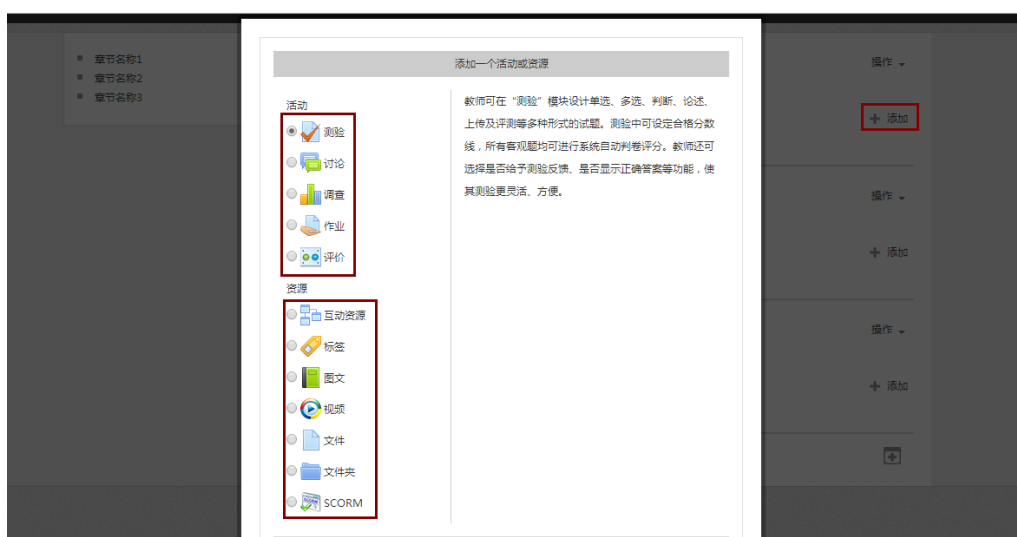 章节名称1
章节名称2
章节名称3
添加一个活动或资源
活动
测验
讨论
调查
作业
评价
资源
互动资源
标签
图文
视频
文件
文件夹
SCORM
教师可在“测验”模块设计单选、多选、判断、论述、
上传及评测等多种形式的试题。测验中可设定合格分数
线，所有客观题均可进行系统自动判卷评分。教师还可
选择是否给予测验反馈、是否显示正确答案等功能，使
其测验更灵活、方便。
操作
添加
操作
添加
操作
添加